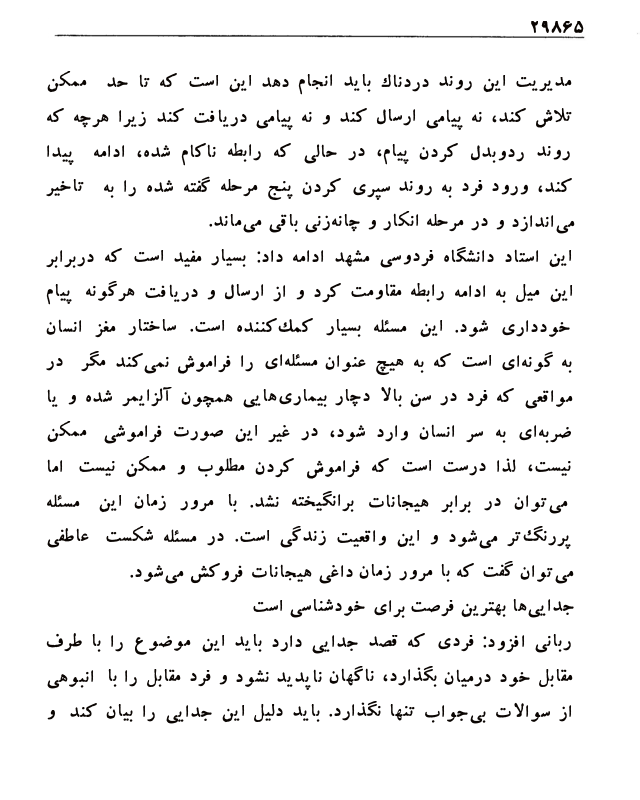 ۲۹۸۶۵
مدیریت این روند دردناك باید انجام دهد این است که تا حد ممکن
تلاش کند، نه پیامی ارسال کند و نه پیامی دریافت کند زیرا هرچه که
روند ردوبدل کردن پیام، در حالی که رابطه ناکام شده، ادامه پیدا
کند، ورود فرد به روند سپری کردن پنج مرحله گفته شده را به تاخیر
می‌اندازد و در مرحله انکار و چانه‌زنی باقی می‌ماند.
این استاد دانشگاه فردوسی مشهد ادامه داد: بسیار مفید است که دربرابر
این میل به ادامه رابطه مقاومت کرد و از ارسال و دریافت هرگونه پیام
خودداری شود. این مسئله بسیار کمك‌کننده است. ساختار مغز انسان
به گونه‌ای است که به هیچ عنوان مسئله‌ای را فراموش نمی‌کند مگر در
مواقعی که فرد در سن بالا دچار بیماری‌هایی همچون آلزایمر شده و یا
ضربه‌ای به سر انسان وارد شود، در غیر این صورت فراموشی ممکن
نیست، لذا درست است که فراموش کردن مطلوب و ممکن نیست اما
می‌توان در برابر هیجانات برانگیخته نشد. با مرور زمان این مسئله
پررنگ‌تر می‌شود و این واقعیت زندگی است. در مسئله شکست عاطفی
می‌توان گفت که با مرور زمان داغی هیجانات فروکش می‌شود.
جدایی‌ها بهترین فرصت برای خودشناسی است
ربانی افزود: فردی که قصد جدایی دارد باید این موضوع را با طرف
مقابل خود درمیان بگذارد، ناگهان ناپدید نشود و فرد مقابل را با انبوهی
از سوالات بی‌جواب تنها نگذارد. باید دلیل این جدایی را بیان کند و